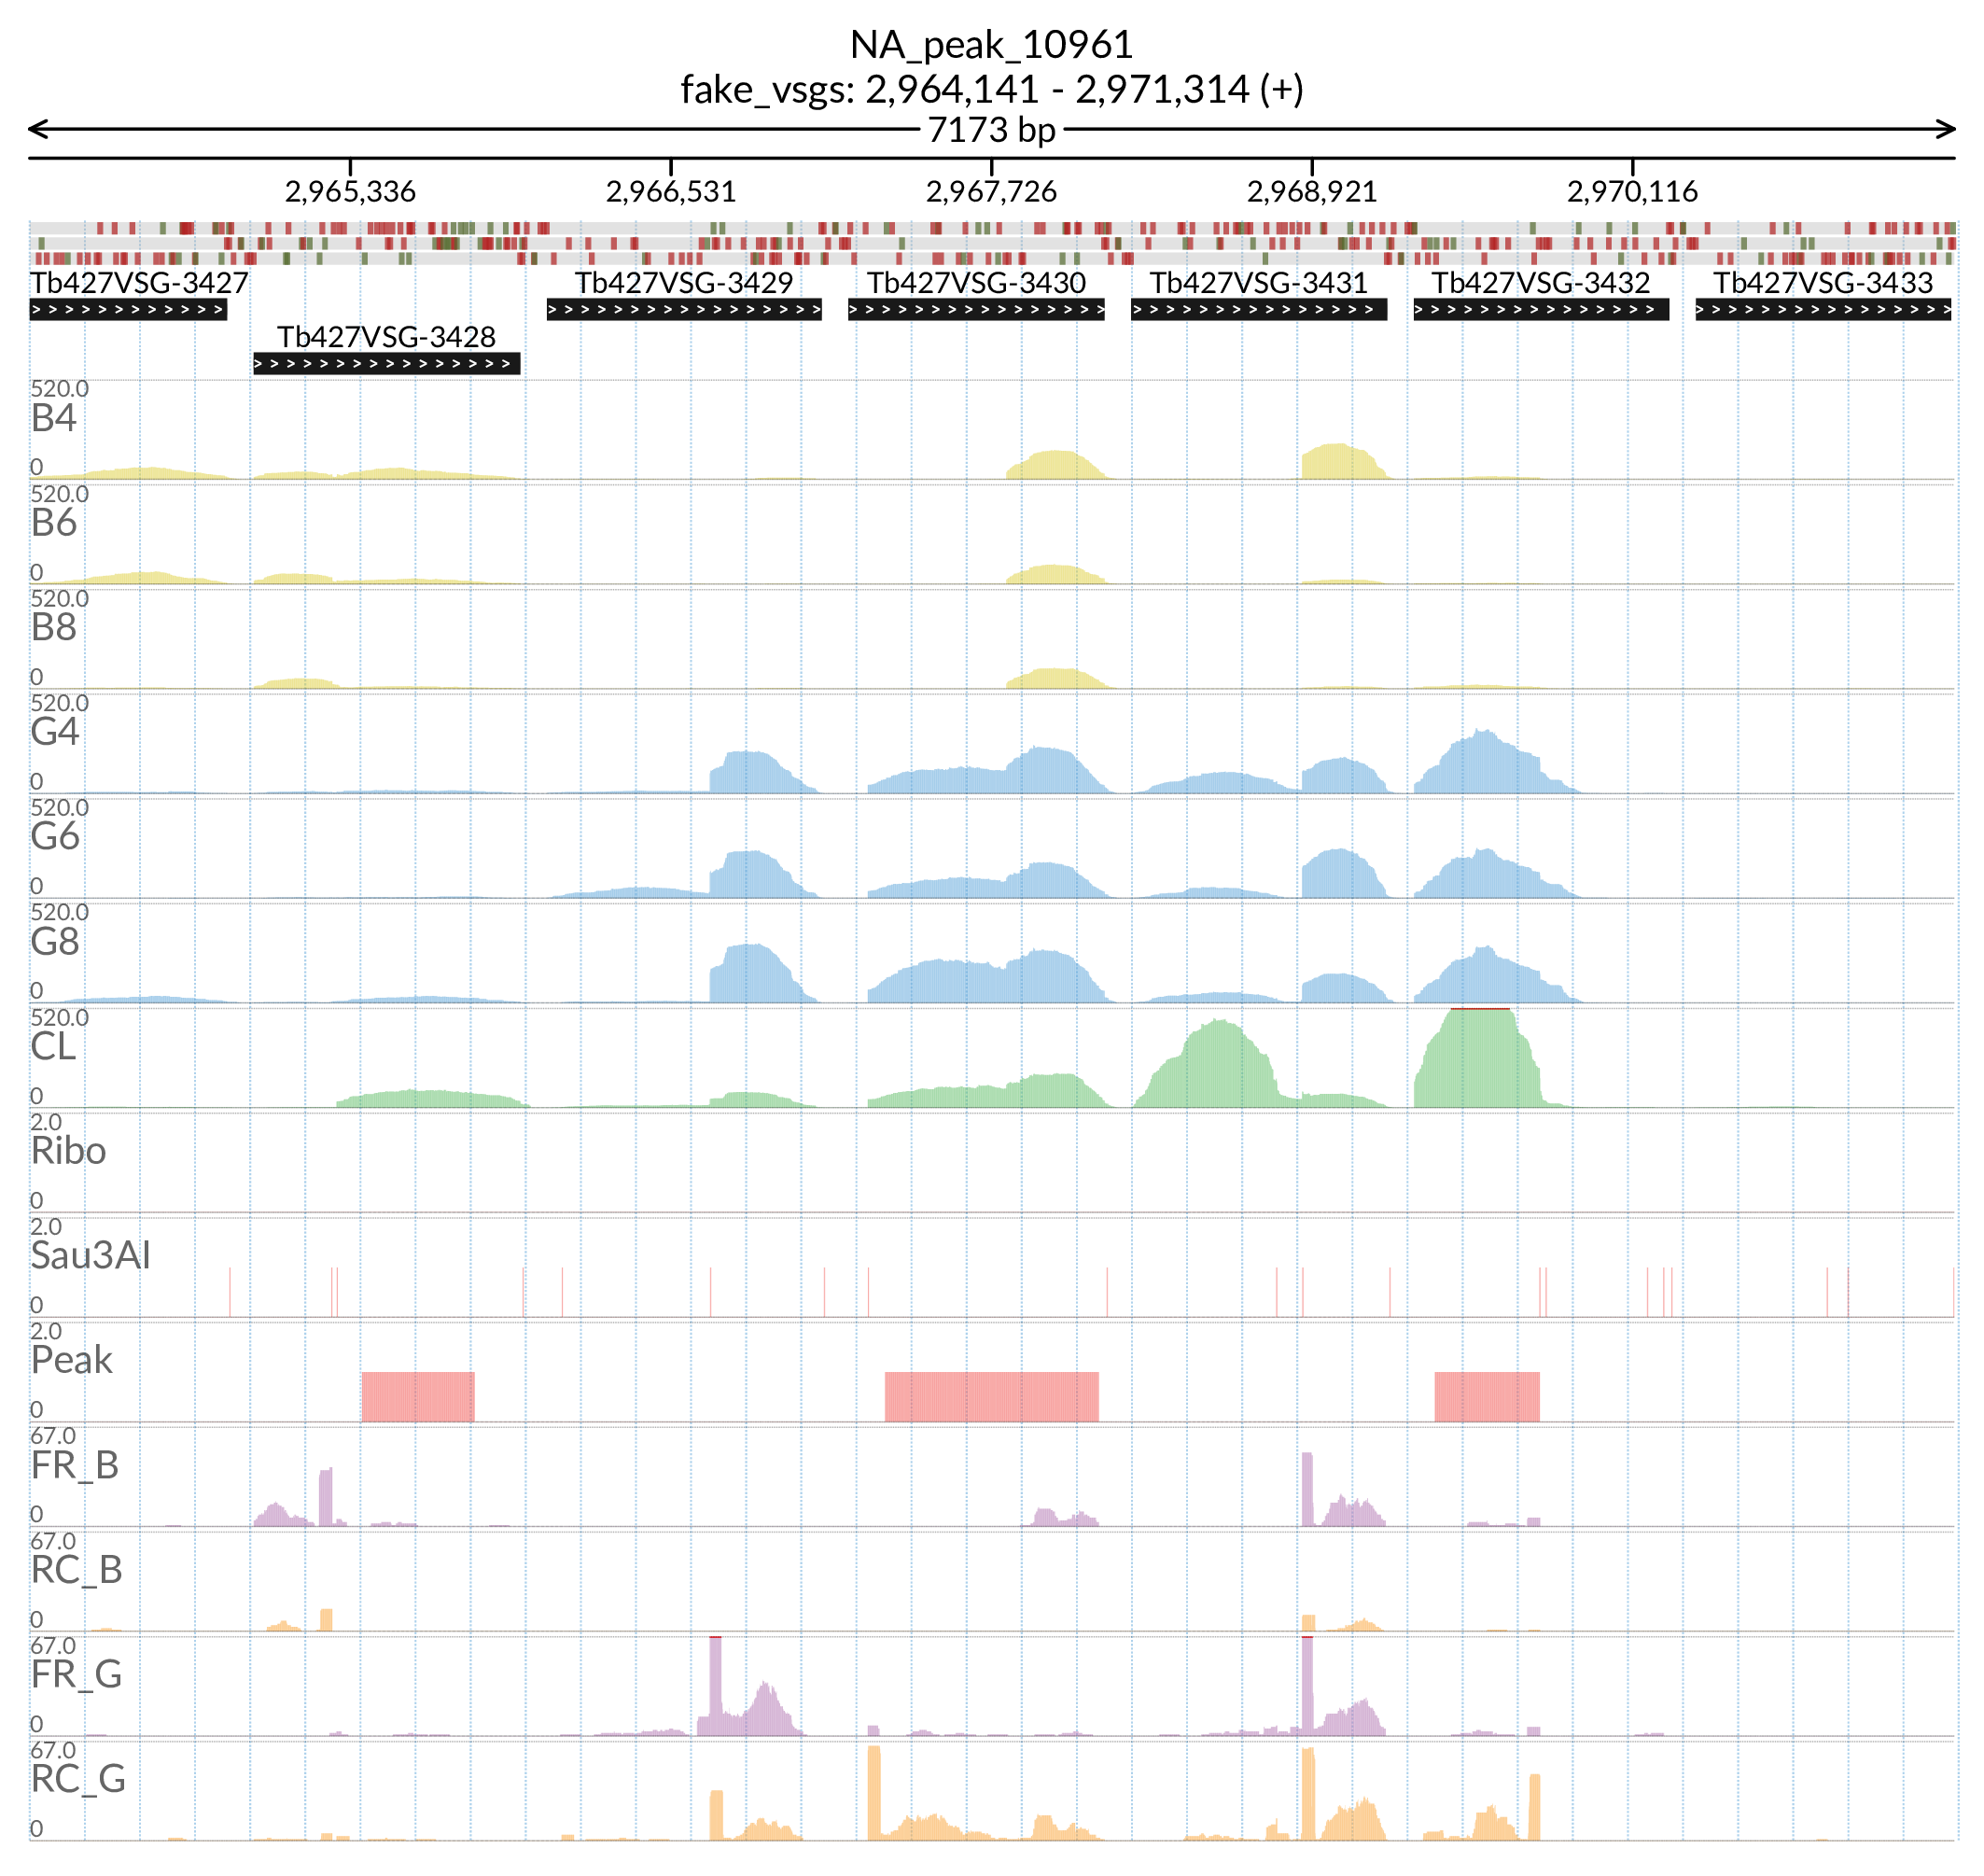 NA_peak_10961
fake_vsgs: 2,964,141 - 2,971,314 (+)
7173 bp
2,965,336 2,966,531 2,967,726 2,968,921 2,970,116
Tb427VSG-3427 Tb427VSG-3429 Tb427VSG-3430 Tb427VSG-3431 Tb427VSG-3432 Tb427VSG-3433
Tb427VSG-3428
520.0
B4
0
520.0
B6
0
520.0
B8
0
520.0
G4
0
520.0
G6
0
520.0
G8
0
520.0
CL
0
2.0
Ribo
0
2.0
Sau3AI
0
2.0
Peak
0
67.0
FR_B
0
67.0
RC_B
0
67.0
FR_G
0
67.0
RC_G
0